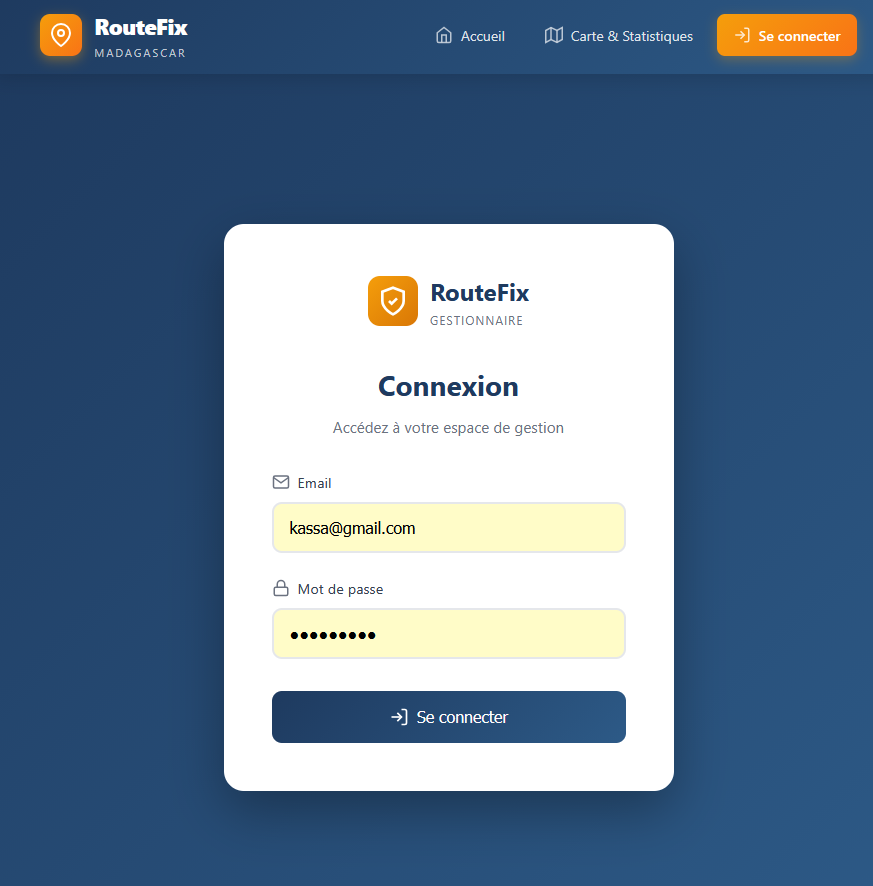 RouteFix
MADAGASCAR
Accueil
Carte & Statistiques
Se connecter
RouteFix
GESTIONNAIRE
Connexion
Accédez à votre espace de gestion
Email
kassa@gmail.com
Mot de passe
•••••••••
Se connecter